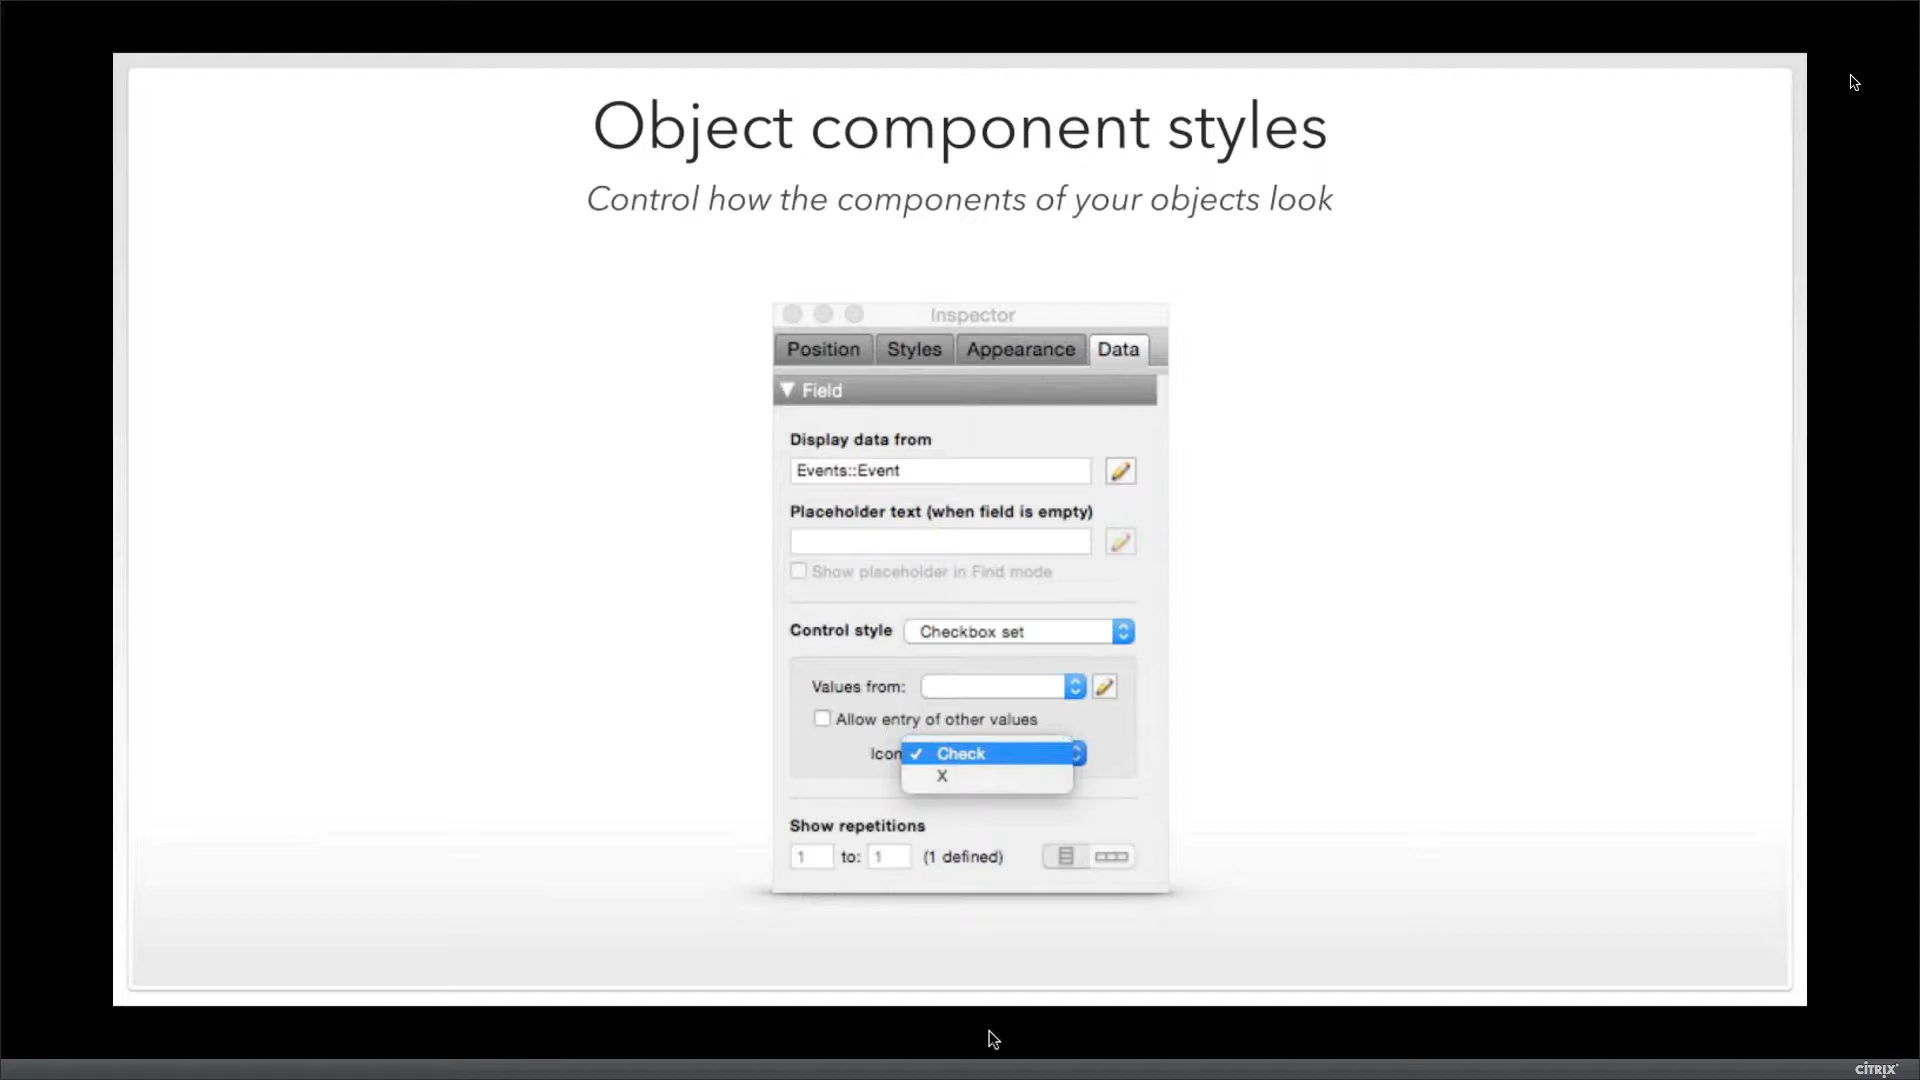 Object component styles
Control how the components of your objects look
Inspector
Position Styles Appearance Data
Field
Display data from
Events::Event
Placeholder text (when field is empty)
Show placeholder in Find mode
Control style Checkbox set
Values from:
Allow entry of other values
Icon Check
X
Show repetitions
1 to: 1 (1 defined)
CİTRIX